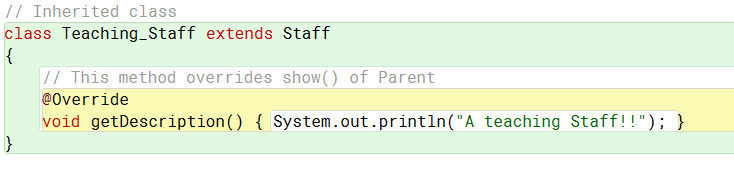 // Inherited class
class Teaching_Staff extends Staff
{
// This method overrides show() of Parent
@Override
void getDescription() { System.out.println("A teaching Staff!!"); }
}